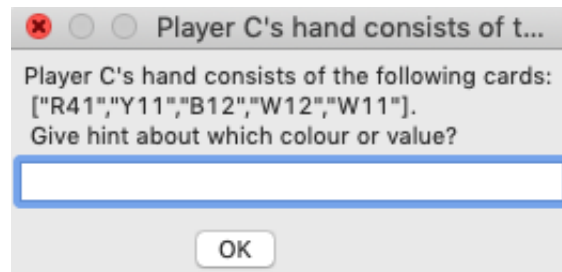 Player C's hand consists of t...
Player C's hand consists of the following cards:
["R41","Y11","B12","W12","W11"].
Give hint about which colour or value?
OK